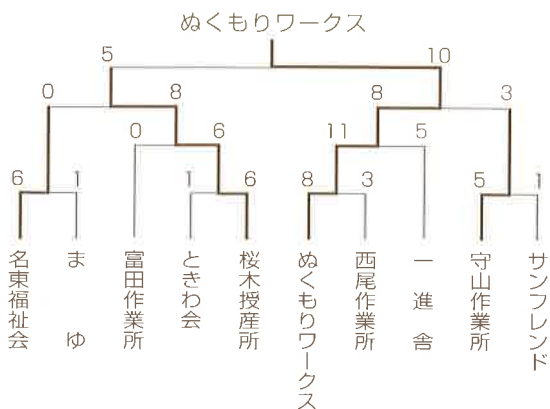 ぬくもりワークス
5 10
0 8 8 3
0 6 11 5
6 1 1 6 8 3 5 1
名東福祉会
まゆ
富田作業所
ときわ会
桜木授産所
ぬくもりワークス
西尾作業所
一進舎
守山作業所
サンフレンド